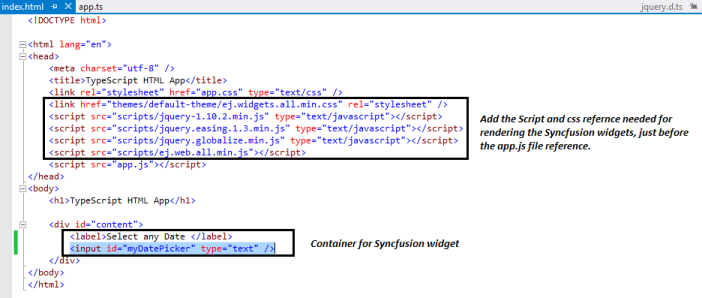 index.html app.ts jquery.d.ts
<!DOCTYPE html>
<html lang="en">
<head>
<meta charset="utf-8" />
<title>TypeScript HTML App</title>
<link rel="stylesheet" href="app.css" type="text/css" />
<link href="themes/default-theme/ej.widgets.all.min.css" rel="stylesheet" />
<script src="scripts/jquery-1.10.2.min.js" type="text/javascript"></script>
<script src="scripts/jquery.easing.1.3.min.js" type="text/javascript"></script>
<script src="scripts/jquery.globalize.min.js" type="text/javascript"></script>
<script src="scripts/ej.web.all.min.js"></script>
<script src="app.js"></script>
</head>
<body>
<h1>TypeScript HTML App</h1>
<div id="content">
<label>Select any Date </label>
<input id="myDatePicker" type="text" />
</div>
</body>
</html>
Add the Script and css refernce needed for
rendering the Syncfusion widgets, just before
the app.js file reference.
Container for Syncfusion widget